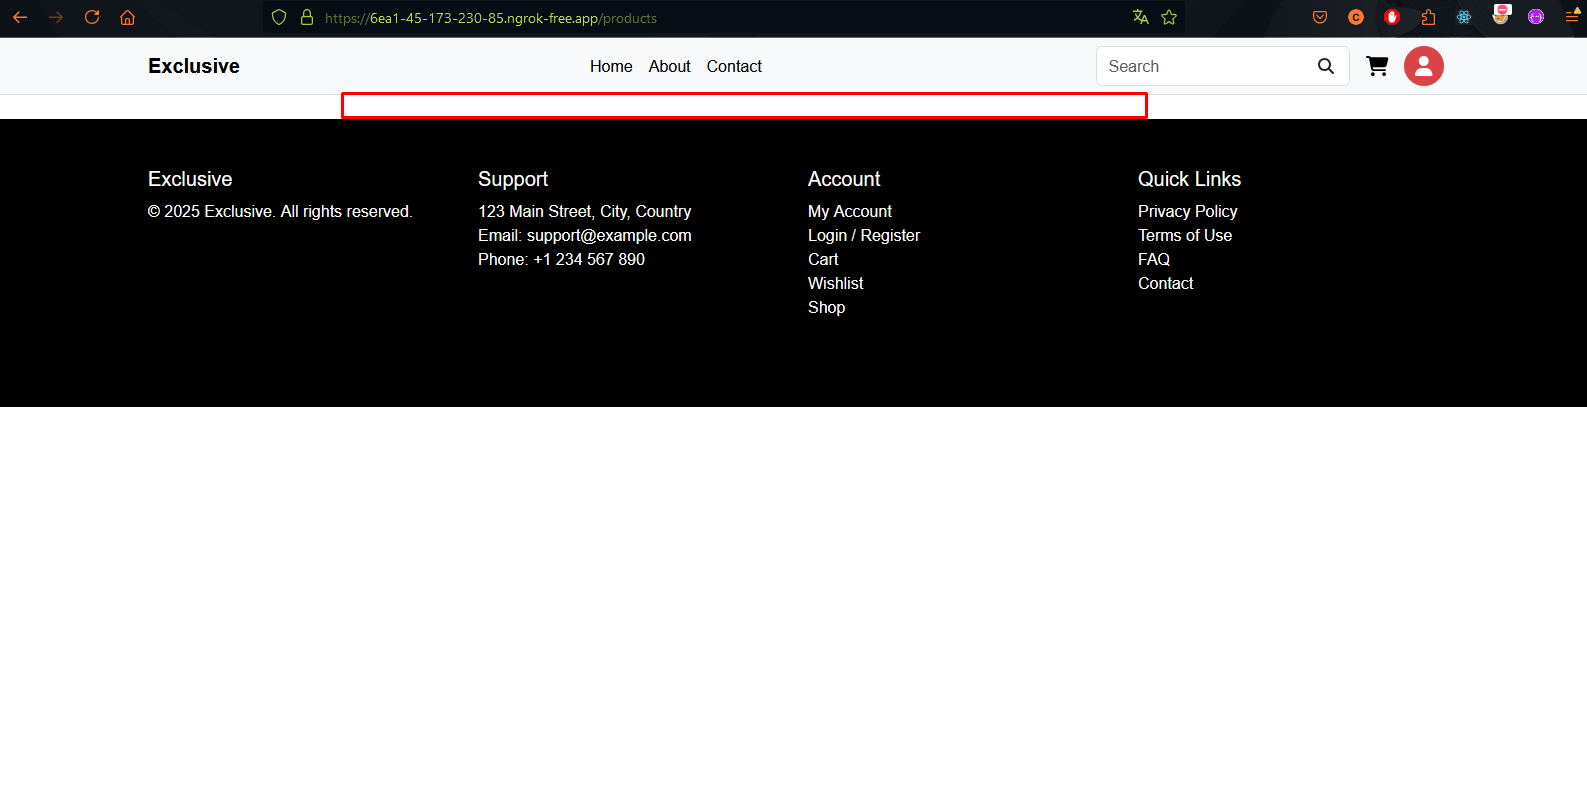 https://6ea1-45-173-230-85.ngrok-free.app/products
Exclusive
Home About Contact
Search
Exclusive
© 2025 Exclusive. All rights reserved.
Support
123 Main Street, City, Country
Email: support@example.com
Phone: +1 234 567 890
Account
My Account
Login / Register
Cart
Wishlist
Shop
Quick Links
Privacy Policy
Terms of Use
FAQ
Contact